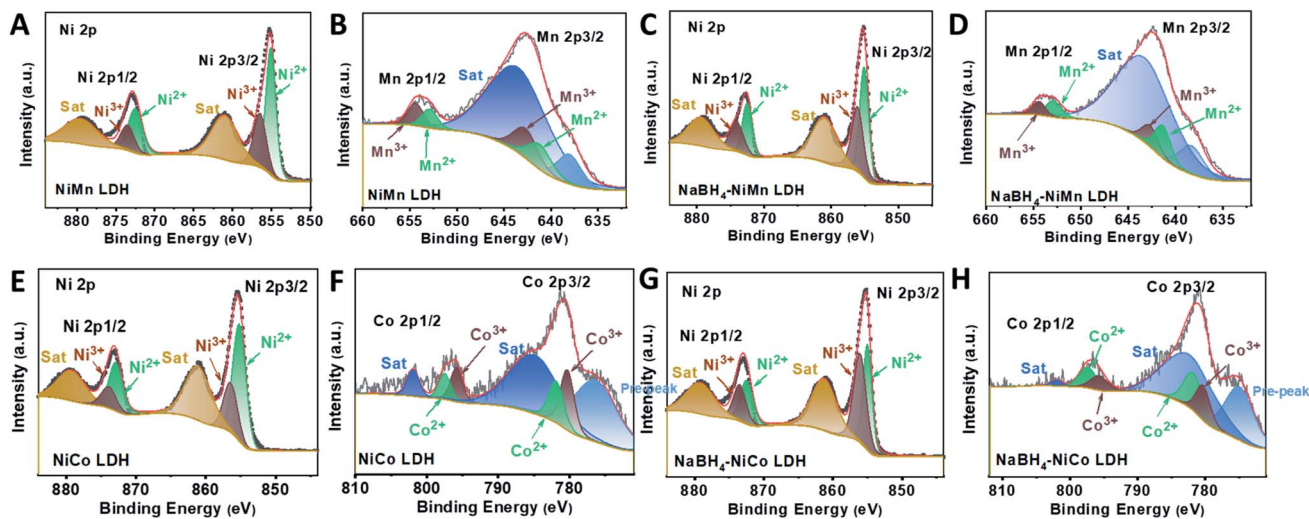 A
Ni 2p
Ni 2p3/2
Ni 2p1/2
Sat
Ni³⁺
Ni²⁺
Sat
Ni³⁺
Ni²⁺
NiMn LDH
Intensity (a.u.)
880 875 870 865 860 855 850
Binding Energy (eV)
B
Mn 2p3/2
Mn 2p1/2
Sat
Mn³⁺
Mn²⁺
Mn³⁺
Mn²⁺
NiMn LDH
Intensity (a.u.)
660 655 650 645 640 635
Binding Energy (eV)
C
Ni 2p
Ni 2p3/2
Ni 2p1/2
Sat
Ni³⁺
Ni²⁺
Sat
Ni³⁺
Ni²⁺
NaBH₄-NiMn LDH
Intensity (a.u.)
880 870 860 850
Binding Energy (eV)
D
Mn 2p3/2
Mn 2p1/2
Sat
Mn²⁺
Mn³⁺
Mn³⁺
Mn²⁺
NaBH₄-NiMn LDH
Intensity (a.u.)
660 655 650 645 640 635
Binding Energy (eV)
E
Ni 2p
Ni 2p3/2
Ni 2p1/2
Sat
Ni³⁺
Ni²⁺
Sat
Ni³⁺
Ni²⁺
NiCo LDH
Intensity (a.u.)
880 870 860 850
Binding Energy (eV)
F
Co 2p3/2
Co 2p1/2
Sat
Co³⁺
Co²⁺
Sat
Co³⁺
Co²⁺
Pre-peak
NiCo LDH
Intensity (a.u.)
810 800 790 780 770
Binding Energy (eV)
G
Ni 2p
Ni 2p3/2
Ni 2p1/2
Sat
Ni³⁺
Ni²⁺
Sat
Ni³⁺
Ni²⁺
NaBH₄-NiCo LDH
Intensity (a.u.)
880 870 860 850
Binding Energy (eV)
H
Co 2p3/2
Co 2p1/2
Sat
Co²⁺
Co³⁺
Sat
Co³⁺
Co²⁺
Pre-peak
NaBH₄-NiCo LDH
Intensity (a.u.)
810 800 790 780
Binding Energy (eV)